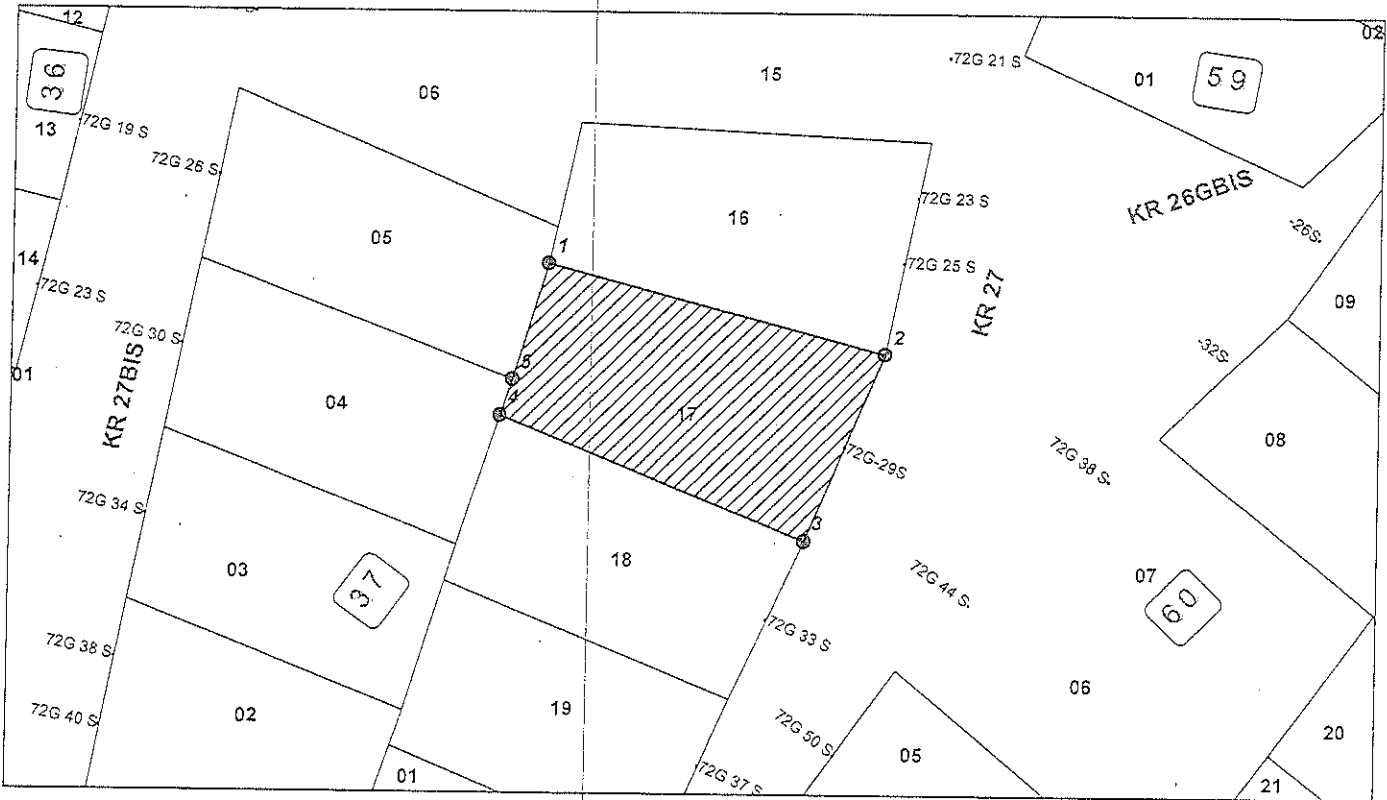 12
02
36
06
15
72G 21 S
01
59
13
72G 19 S
72G 26 S
KR 26GBIS
72G 23 S
16
05
-26S
1
14
72G 25 S
72G 23 S
KR 27
09
72G 30 S
2
-32S
5
01
KR 27BIS
04
4
17
08
72G-29S
72G 38 S
72G 34 S
3
18
03
37
72G 44 S
07
60
72G 33 S
72G 38 S
06
02
72G 40 S
19
72G 50 S
20
05
01
72G 37 S
21